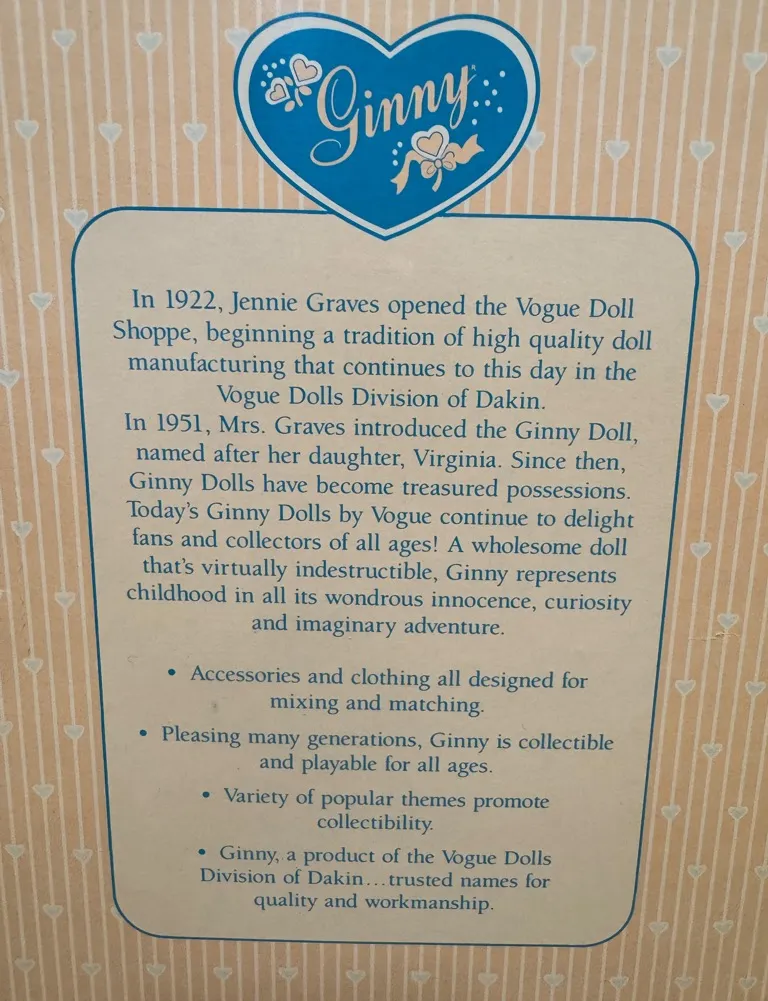 Ginny
In 1922, Jennie Graves opened the Vogue Doll
Shoppe, beginning a tradition of high quality doll
manufacturing that continues to this day in the
Vogue Dolls Division of Dakin.
In 1951, Mrs. Graves introduced the Ginny Doll,
named after her daughter, Virginia. Since then,
Ginny Dolls have become treasured possessions.
Today's Ginny Dolls by Vogue continue to delight
fans and collectors of all ages! A wholesome doll
that's virtually indestructible, Ginny represents
childhood in all its wondrous innocence, curiosity
and imaginary adventure.
• Accessories and clothing all designed for
mixing and matching.
• Pleasing many generations, Ginny is collectible
and playable for all ages.
• Variety of popular themes promote
collectibility.
• Ginny, a product of the Vogue Dolls
Division of Dakin...trusted names for
quality and workmanship.